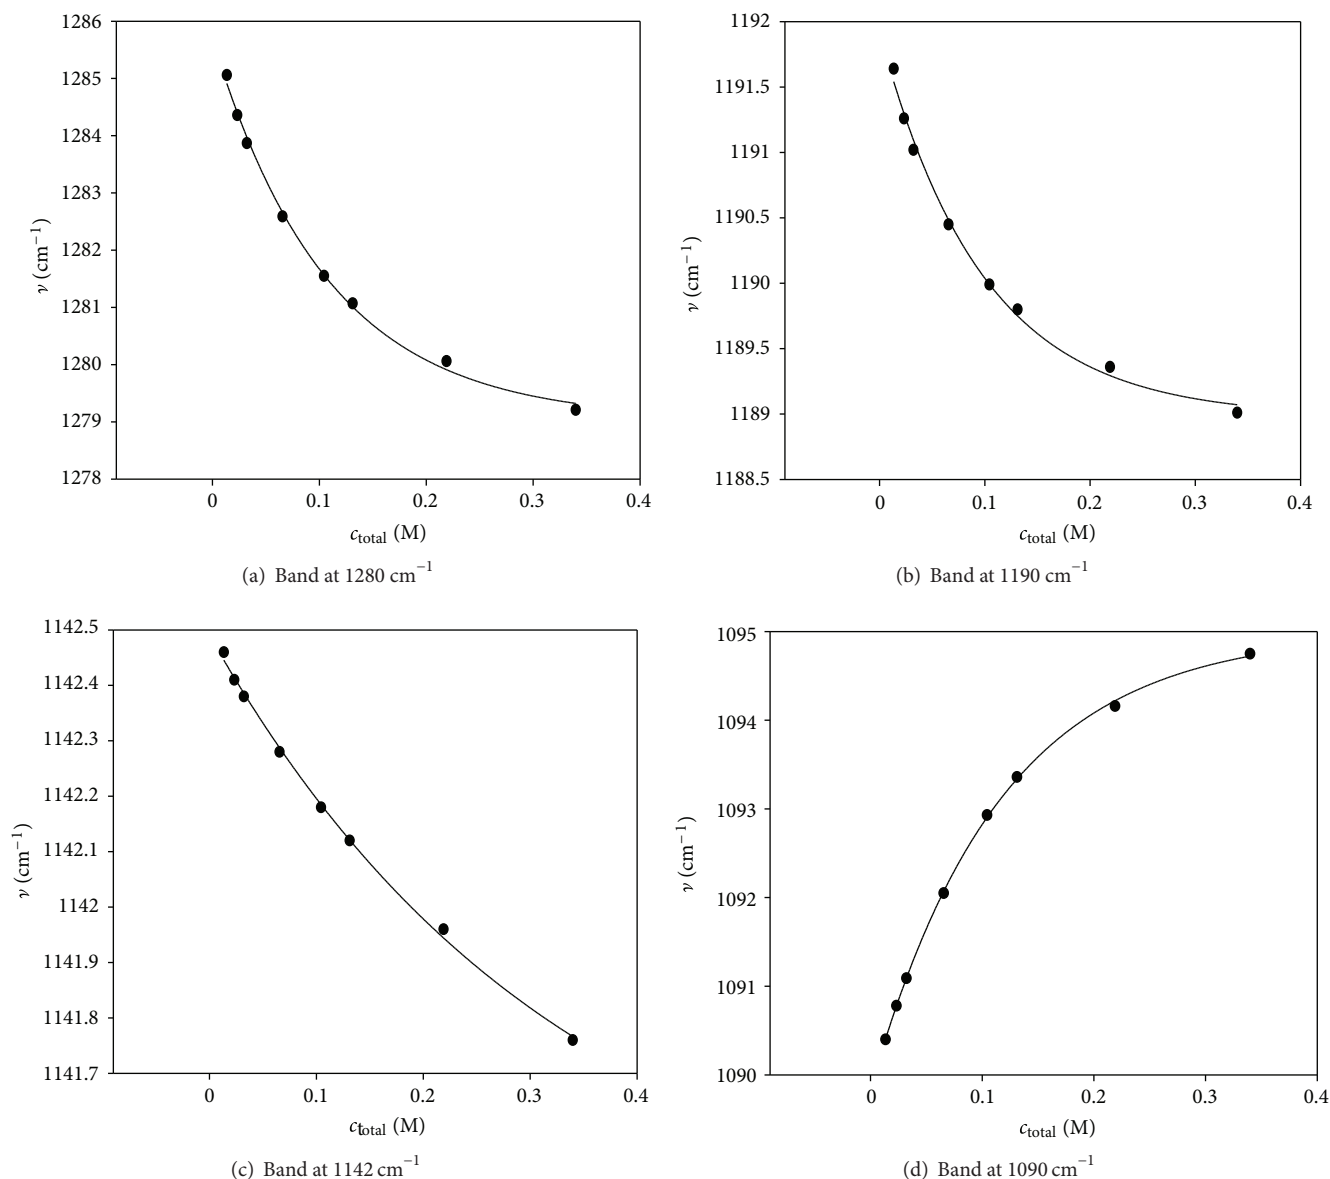 1286
1285
1284
1283
1282
1281
1280
1279
1278
ν (cm⁻¹)
0 0.1 0.2 0.3 0.4
c_total (M)
(a) Band at 1280 cm⁻¹
1192
1191.5
1191
1190.5
1190
1189.5
1189
1188.5
ν (cm⁻¹)
0 0.1 0.2 0.3 0.4
c_total (M)
(b) Band at 1190 cm⁻¹
1142.5
1142.4
1142.3
1142.2
1142.1
1142
1141.9
1141.8
1141.7
ν (cm⁻¹)
0 0.1 0.2 0.3 0.4
c_total (M)
(c) Band at 1142 cm⁻¹
1095
1094
1093
1092
1091
1090
ν (cm⁻¹)
0 0.1 0.2 0.3 0.4
c_total (M)
(d) Band at 1090 cm⁻¹